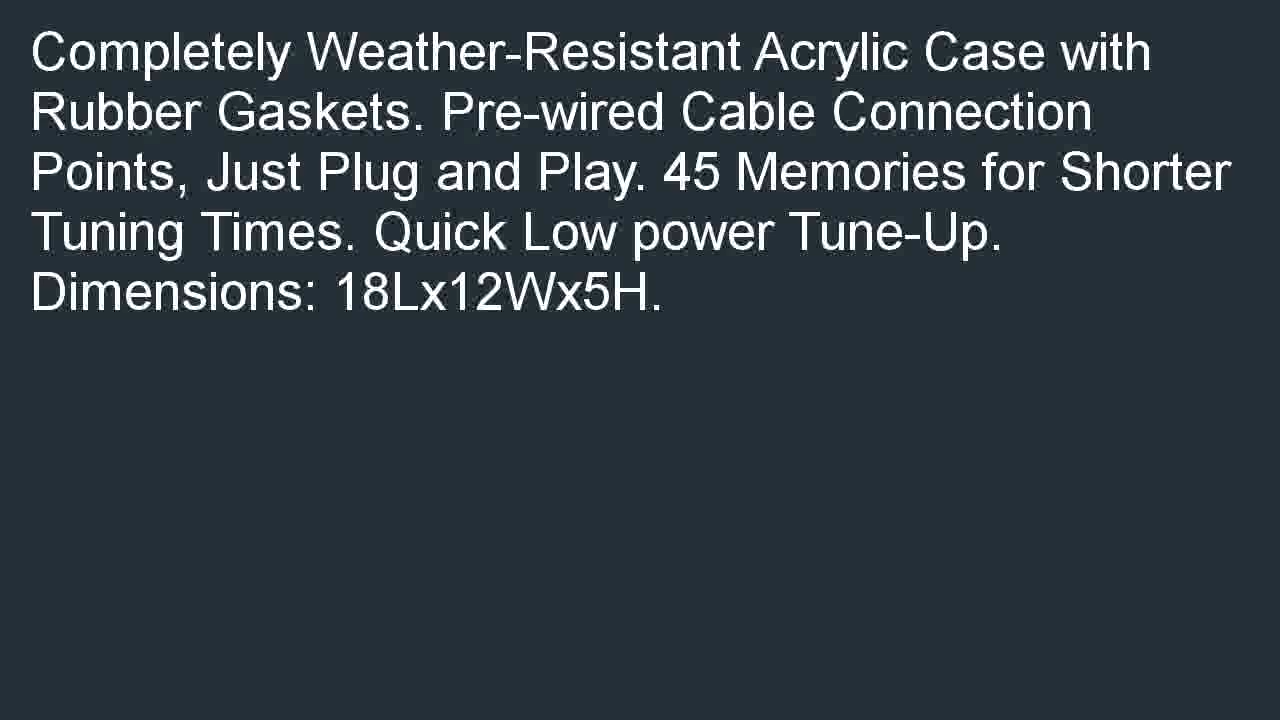 Completely Weather-Resistant Acrylic Case with
Rubber Gaskets. Pre-wired Cable Connection
Points, Just Plug and Play. 45 Memories for Shorter
Tuning Times. Quick Low power Tune-Up.
Dimensions: 18Lx12Wx5H.